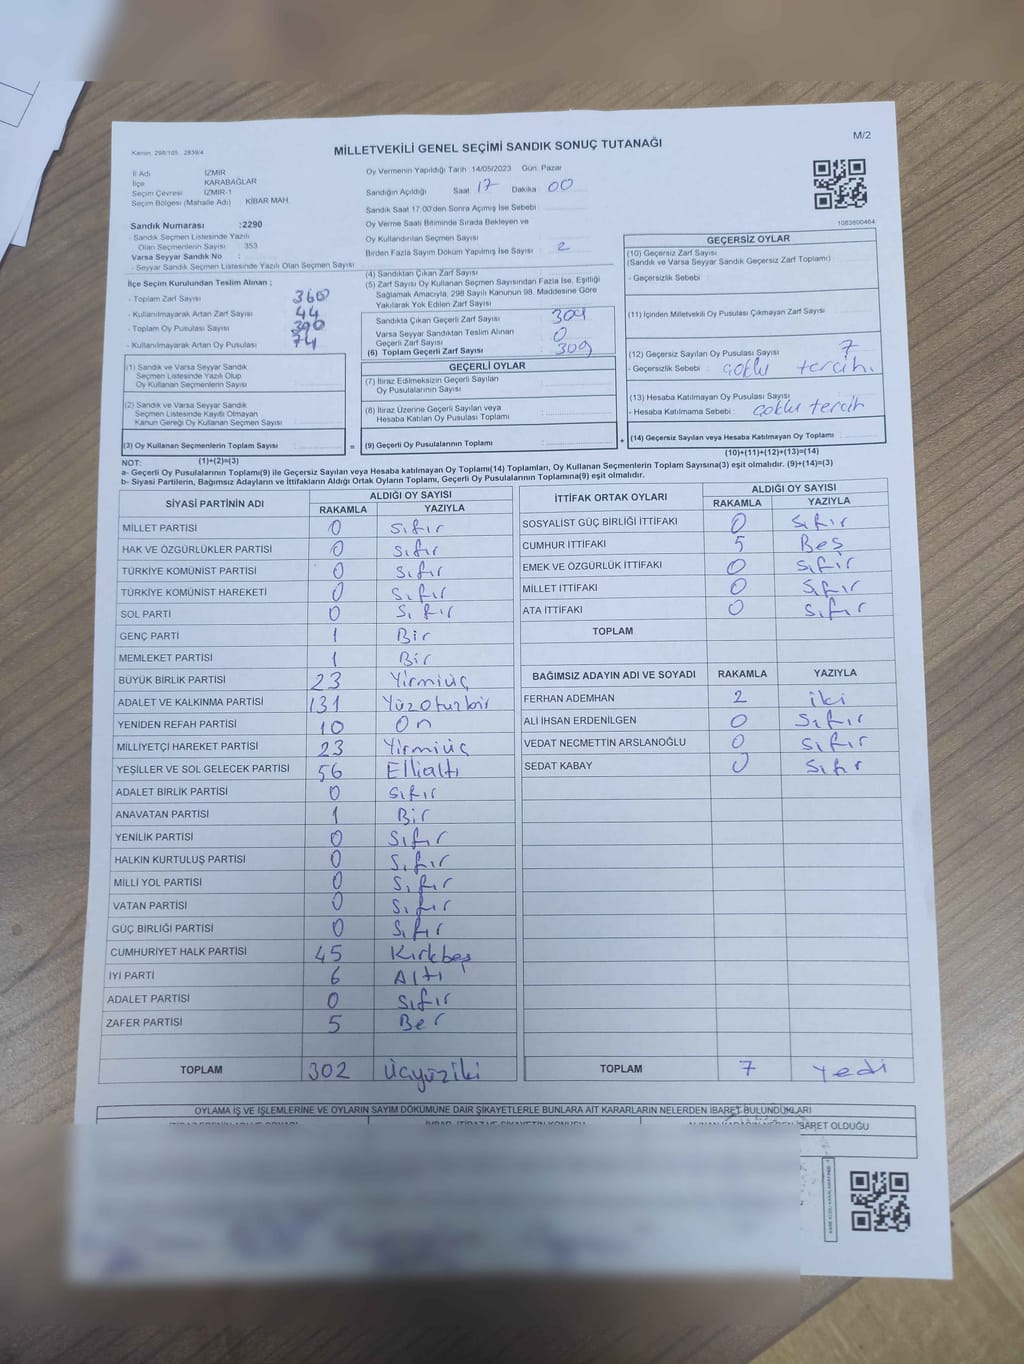 Kanun: 298/105 : 2839/4
MİLLETVEKİLİ GENEL SEÇİMİ SANDIK SONUÇ TUTANAĞI
M/2
İl Adı İZMİR
İlçe KARABAĞLAR
Seçim Çevresi İZMİR-1
Seçim Bölgesi (Mahalle Adı) KİBAR MAH.
Oy Vermenin Yapıldığı Tarih 14/05/2023 Gün: Pazar
Sandığın Açıldığı Saat 17 Dakika 00
Sandık Saat 17.00'den Sonra Açılmış İse Sebebi :
Oy Verme Saati Bitiminde Sırada Bekleyen ve
Oy Kullandırılan Seçmen Sayısı :
Birden Fazla Sayım Döküm Yapılmış İse Sayısı : 2
1083800464
Sandık Numarası :2290
- Sandık Seçmen Listesinde Yazılı
Olan Seçmenlerin Sayısı : 353
Varsa Seyyar Sandık No :
- Seyyar Sandık Seçmen Listesinde Yazılı Olan Seçmen Sayısı:
İlçe Seçim Kurulundan Teslim Alınan ;
- Toplam Zarf Sayısı 360
- Kullanılmayarak Artan Zarf Sayısı 44
- Toplam Oy Pusulası Sayısı
- Kullanılmayarak Artan Oy Pusulası 74
(4) Sandıktan Çıkan Zarf Sayısı :
(5) Zarf Sayısı Oy Kullanan Seçmen Sayısından Fazla İse, Eşitliği
Sağlamak Amacıyla, 298 Sayılı Kanunun 98. Maddesine Göre
Yakılarak Yok Edilen Zarf Sayısı :
Sandıkta Çıkan Geçerli Zarf Sayısı : 309
Varsa Seyyar Sandıktan Teslim Alınan
Geçerli Zarf Sayısı : 0
(6) Toplam Geçerli Zarf Sayısı : 309
GEÇERSİZ OYLAR
(10) Geçersiz Zarf Sayısı
(Sandık ve Varsa Seyyar Sandık Geçersiz Zarf Toplamı) :
- Geçersizlik Sebebi :
(11) İçinden Milletvekili Oy Pusulası Çıkmayan Zarf Sayısı :
(12) Geçersiz Sayılan Oy Pusulası Sayısı : 7
- Geçersizlik Sebebi : çoklu tercih.
(13) Hesaba Katılmayan Oy Pusulası Sayısı :
- Hesaba Katılmama Sebebi : çoklu tercih
(14) Geçersiz Sayılan veya Hesaba Katılmayan Oy Toplamı :
(10)+(11)+(12)+(13)=(14)
(1) Sandık ve Varsa Seyyar Sandık
Seçmen Listesinde Yazılı Olup
Oy Kullanan Seçmenlerin Sayısı :
(2) Sandık ve Varsa Seyyar Sandık
Seçmen Listesinde Kayıtlı Olmayan
Kanun Gereği Oy Kullanan Seçmen Sayısı :
(3) Oy Kullanan Seçmenlerin Toplam Sayısı :
(1)+(2)=(3)
GEÇERLİ OYLAR
(7) İtiraz Edilmeksizin Geçerli Sayılan
Oy Pusulalarının Sayısı :
(8) İtiraz Üzerine Geçerli Sayılan veya
Hesaba Katılan Oy Pusulası Toplamı :
= (9) Geçerli Oy Pusulalarının Toplamı : +
NOT:
a- Geçerli Oy Pusulalarının Toplamı(9) ile Geçersiz Sayılan veya Hesaba katılmayan Oy Toplamı(14) Toplamları, Oy Kullanan Seçmenlerin Toplam Sayısına(3) eşit olmalıdır. (9)+(14)=(3)
b- Siyasi Partilerin, Bağımsız Adayların ve İttifakların Aldığı Ortak Oyların Toplamı, Geçerli Oy Pusulalarının Toplamına(9) eşit olmalıdır.
SİYASİ PARTİNİN ADI ALDIĞI OY SAYISI
RAKAMLA YAZIYLA
MİLLET PARTİSİ 0 Sıfır
HAK VE ÖZGÜRLÜKLER PARTİSİ 0 Sıfır
TÜRKİYE KOMÜNİST PARTİSİ 0 Sıfır
TÜRKİYE KOMÜNİST HAREKETİ 0 Sıfır
SOL PARTİ 0 Sıfır
GENÇ PARTİ 1 Bir
MEMLEKET PARTİSİ 1 Bir
BÜYÜK BİRLİK PARTİSİ 23 Yirmiüç
ADALET VE KALKINMA PARTİSİ 131 Yüzotuzbir
YENİDEN REFAH PARTİSİ 10 On
MİLLİYETÇİ HAREKET PARTİSİ 23 Yirmiüç
YEŞİLLER VE SOL GELECEK PARTİSİ 56 Ellialtı
ADALET BİRLİK PARTİSİ 0 Sıfır
ANAVATAN PARTİSİ 1 Bir
YENİLİK PARTİSİ 0 Sıfır
HALKIN KURTULUŞ PARTİSİ 0 Sıfır
MİLLİ YOL PARTİSİ 0 Sıfır
VATAN PARTİSİ 0 Sıfır
GÜÇ BİRLİĞİ PARTİSİ 0 Sıfır
CUMHURİYET HALK PARTİSİ 45 Kırkbeş
İYİ PARTİ 6 Altı
ADALET PARTİSİ 0 Sıfır
ZAFER PARTİSİ 5 Beş
TOPLAM 302 Üçyüziki
İTTİFAK ORTAK OYLARI ALDIĞI OY SAYISI
RAKAMLA YAZIYLA
SOSYALİST GÜÇ BİRLİĞİ İTTİFAKI 0 Sıfır
CUMHUR İTTİFAKI 5 Beş
EMEK VE ÖZGÜRLÜK İTTİFAKI 0 Sıfır
MİLLET İTTİFAKI 0 Sıfır
ATA İTTİFAKI 0 Sıfır
TOPLAM
BAĞIMSIZ ADAYIN ADI VE SOYADI RAKAMLA YAZIYLA
FERHAN ADEMHAN 2 iki
ALİ İHSAN ERDENİLGEN 0 Sıfır
VEDAT NECMETTİN ARSLANOĞLU 0 Sıfır
SEDAT KABAY 0 Sıfır
TOPLAM 7 Yedi
OYLAMA İŞ VE İŞLEMLERİNE VE OYLARIN SAYIM DÖKÜMÜNE DAİR ŞİKAYETLERLE BUNLARA AİT KARARLARIN NELERDEN İBARET BULUNDUKLARI
BARET OLDUĞU